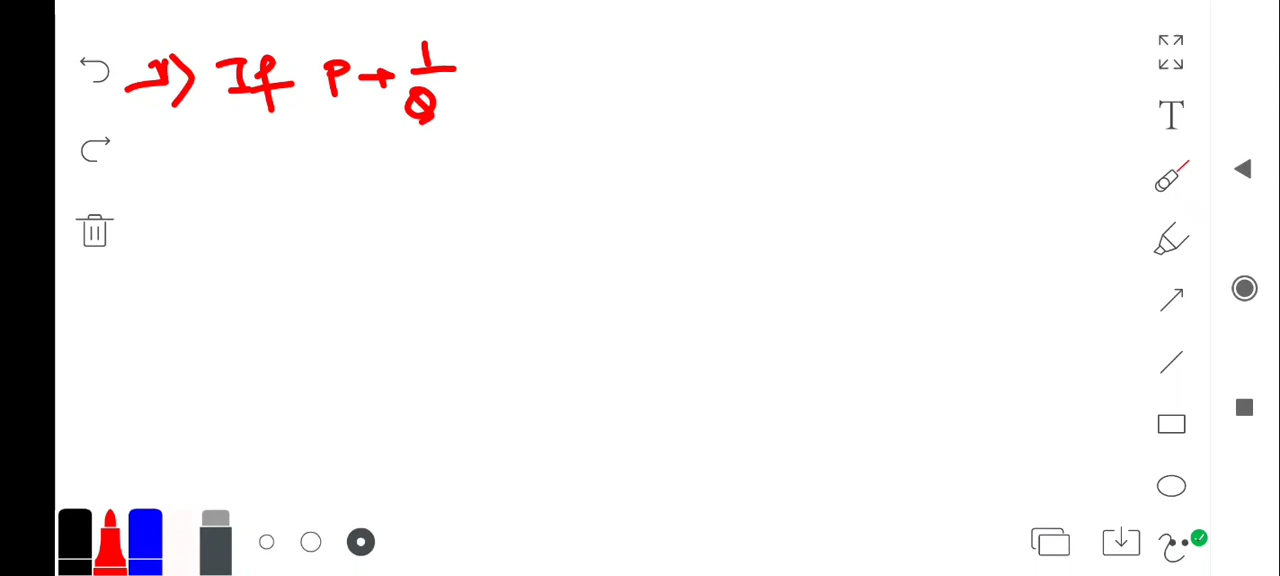 ⇒ If P + 1/Q
T